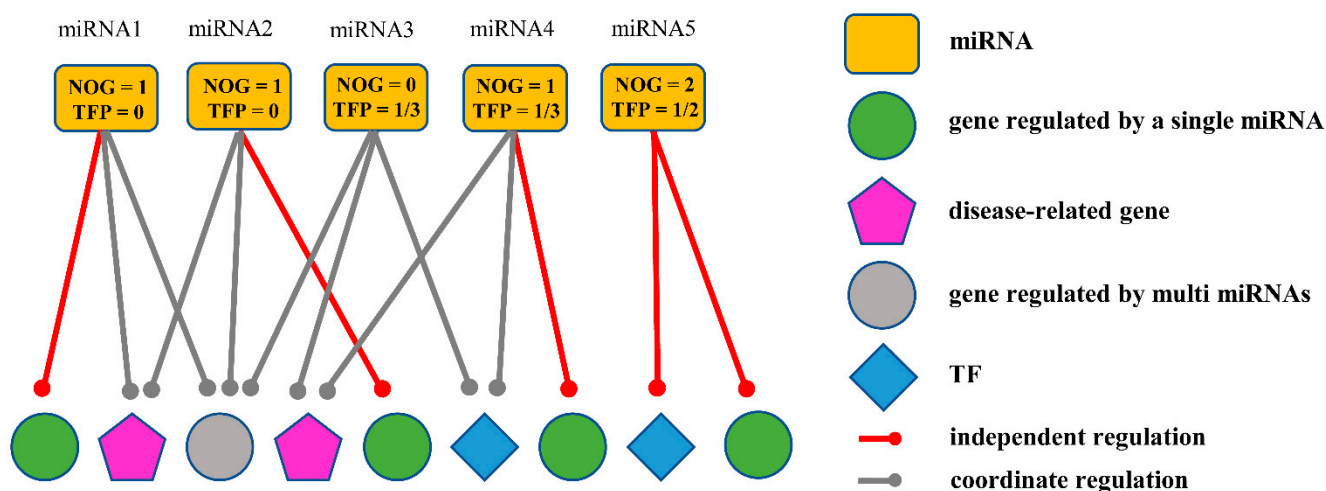 miRNA1 miRNA2 miRNA3 miRNA4 miRNA5
NOG = 1 NOG = 1 NOG = 0 NOG = 1 NOG = 2
TFP = 0 TFP = 0 TFP = 1/3 TFP = 1/3 TFP = 1/2
miRNA
gene regulated by a single miRNA
disease-related gene
gene regulated by multi miRNAs
TF
independent regulation
coordinate regulation